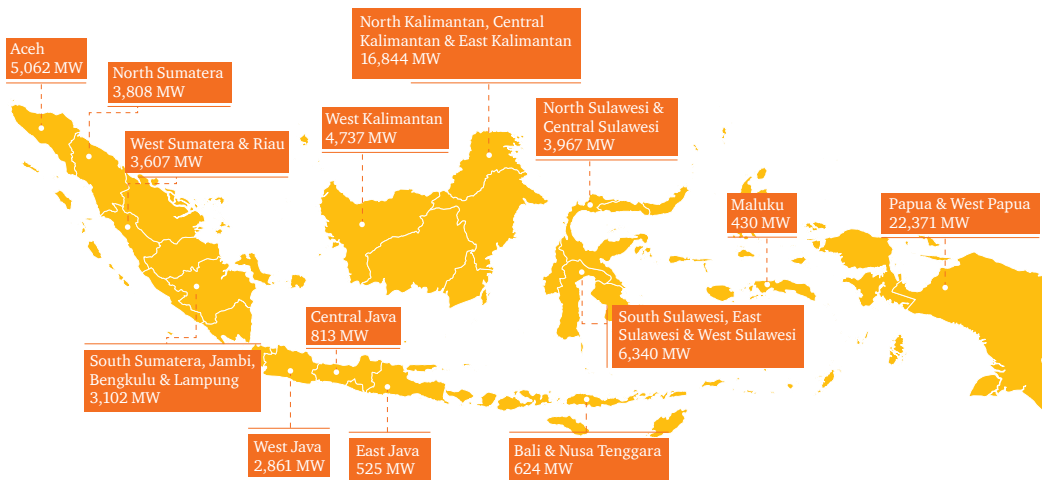 Aceh
5,062 MW
North Sumatera
3,808 MW
West Sumatera & Riau
3,607 MW
North Kalimantan, Central
Kalimantan & East Kalimantan
16,844 MW
West Kalimantan
4,737 MW
North Sulawesi &
Central Sulawesi
3,967 MW
Maluku
430 MW
Papua & West Papua
22,371 MW
Central Java
813 MW
South Sulawesi, East
Sulawesi & West Sulawesi
6,340 MW
South Sumatera, Jambi,
Bengkulu & Lampung
3,102 MW
West Java
2,861 MW
East Java
525 MW
Bali & Nusa Tenggara
624 MW